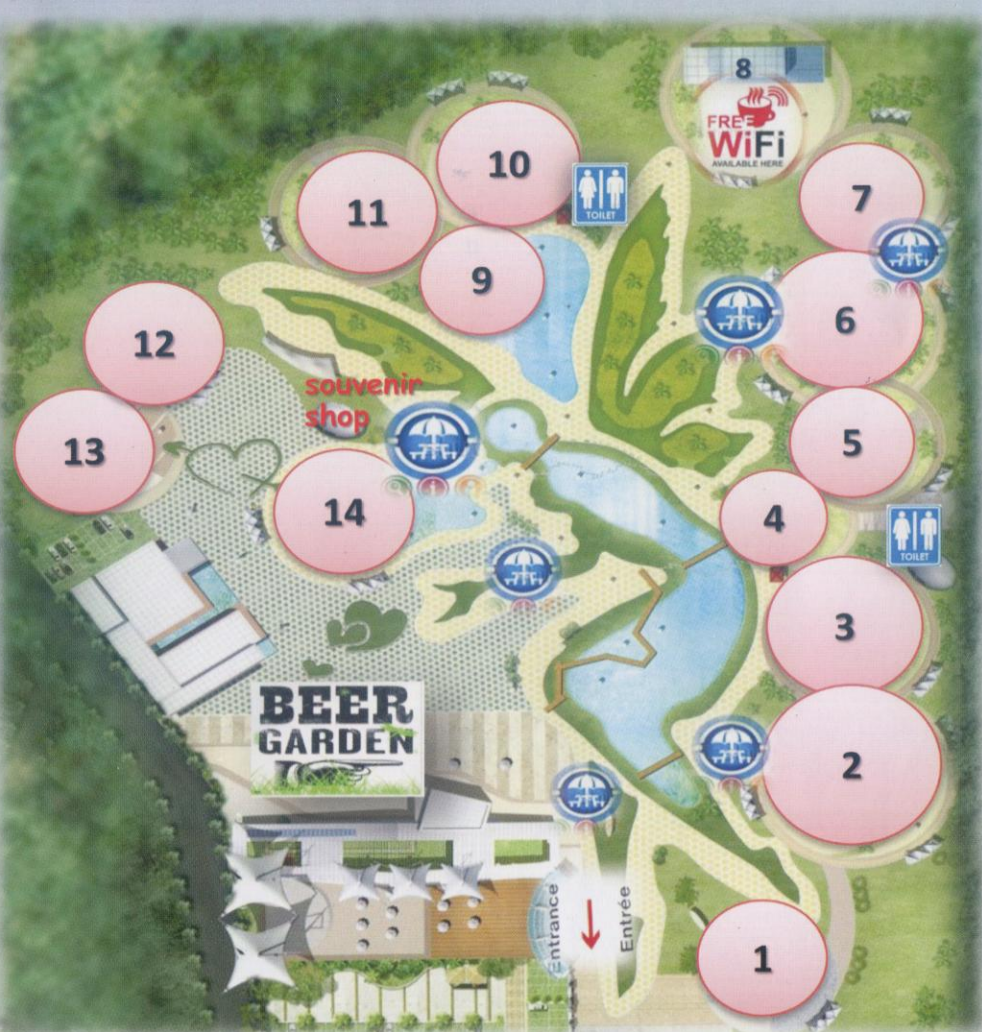 8
FREE
WiFi
AVAILABLE HERE
10
TOILET
7
11
9
6
12
souvenir
shop
5
13
14
4
TOILET
3
BEER
GARDEN
2
Entrance
Entrée
1